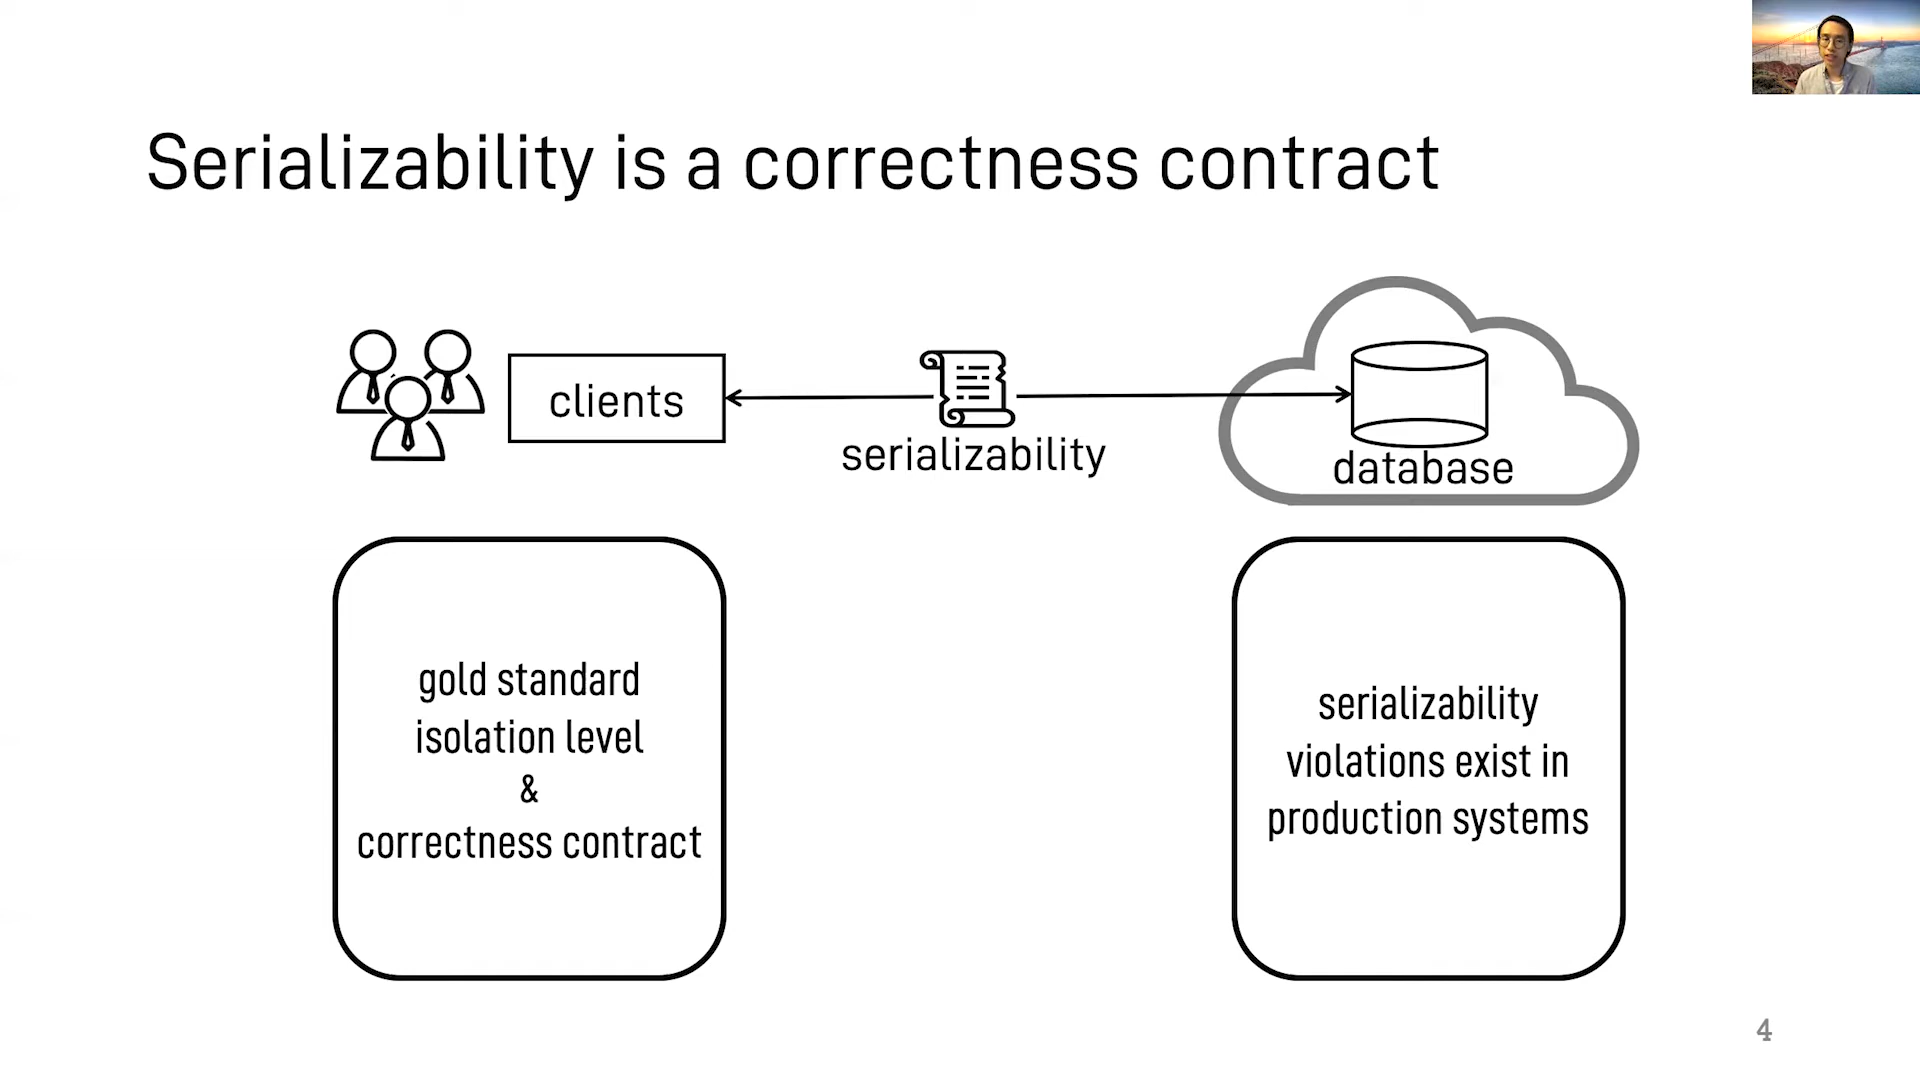 Serializability is a correctness contract
clients
serializability
database
gold standard
isolation level
&
correctness contract
serializability
violations exist in
production systems
4